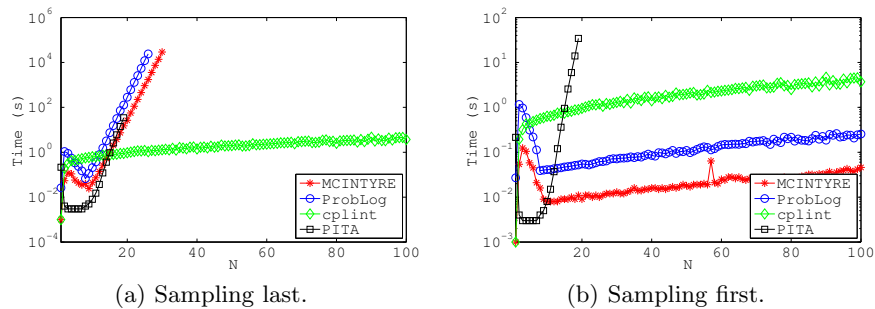 10^6
10^4
10^2
10^0
10^-2
10^-4
Time (s)
20 40 60 80 100
N
MCINTYRE
ProbLog
cplint
PITA
(a) Sampling last.
10^2
10^1
10^0
10^-1
10^-2
10^-3
Time (s)
0 20 40 60 80 100
N
MCINTYRE
ProbLog
cplint
PITA
(b) Sampling first.